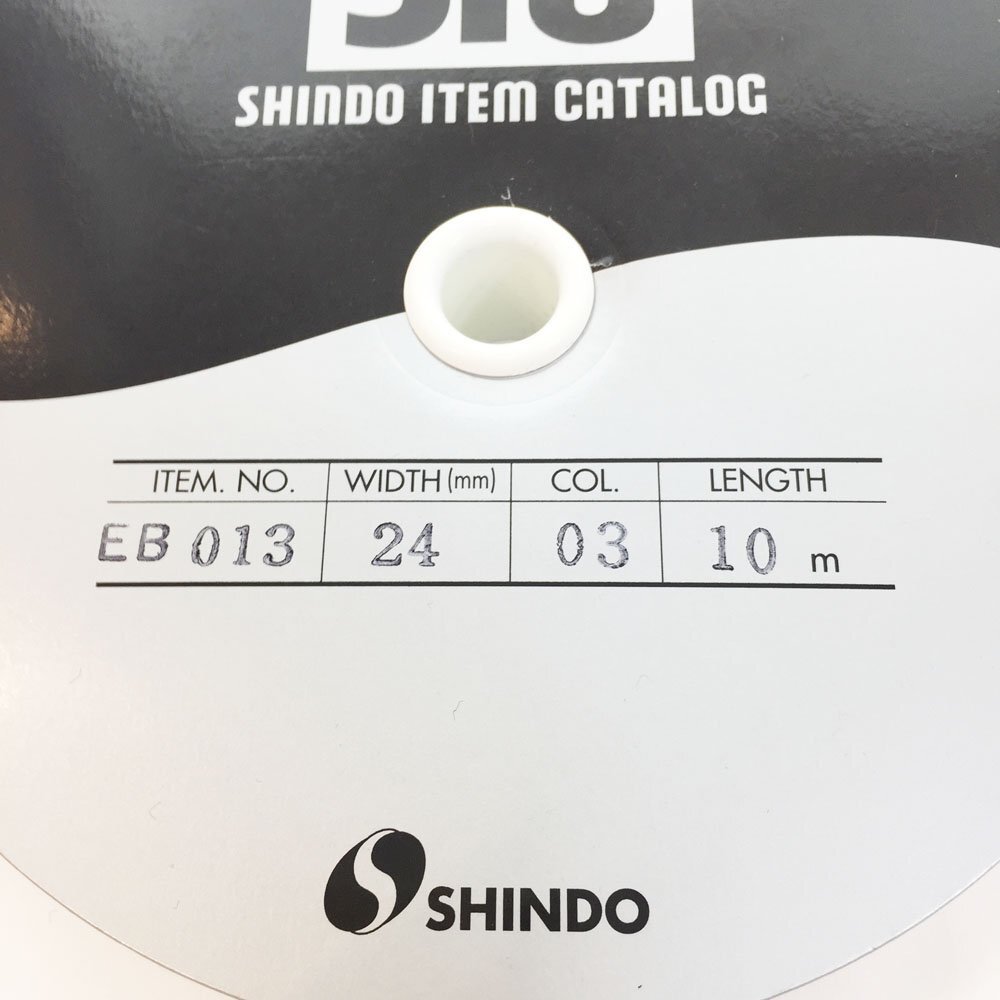 SHINDO ITEM CATALOG
ITEM. NO. WIDTH (mm) COL. LENGTH
EB 013 24 03 10 m
SHINDO